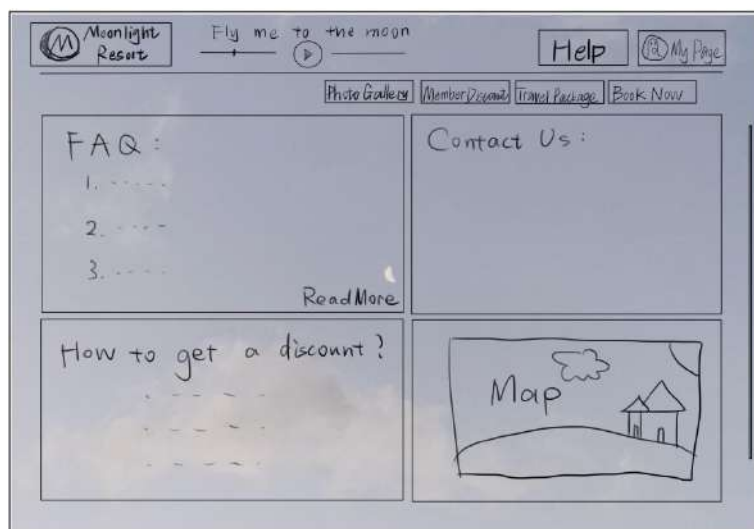 M
Moonlight
Resort
Fly me to the moon
Help
My Page
Photo Gallery
Member Discount
Travel Package
Book Now
FAQ:
1.
2.
3.
Read More
Contact Us:
How to get a discount?
Map